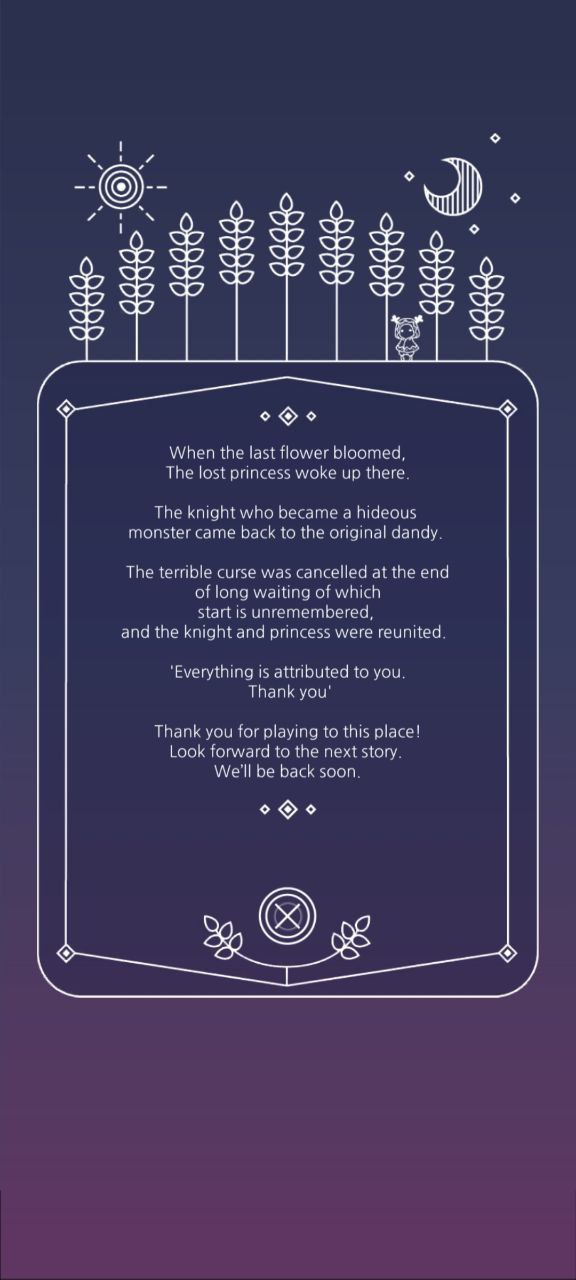 When the last flower bloomed,
The lost princess woke up there.
The knight who became a hideous
monster came back to the original dandy.
The terrible curse was cancelled at the end
of long waiting of which
start is unremembered,
and the knight and princess were reunited.
'Everything is attributed to you.
Thank you'
Thank you for playing to this place!
Look forward to the next story.
We'll be back soon.